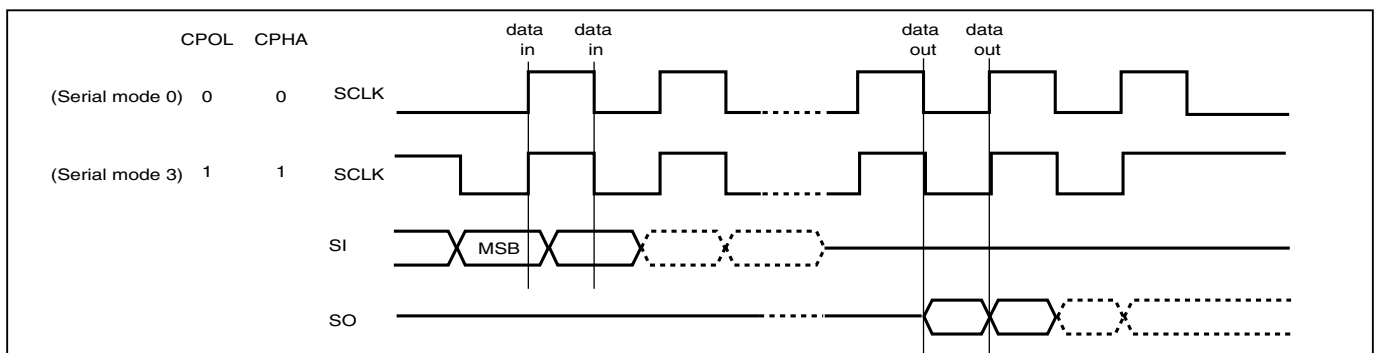 CPOL CPHA data in data in data out data out
(Serial mode 0) 0 0 SCLK
(Serial mode 3) 1 1 SCLK
SI MSB
SO